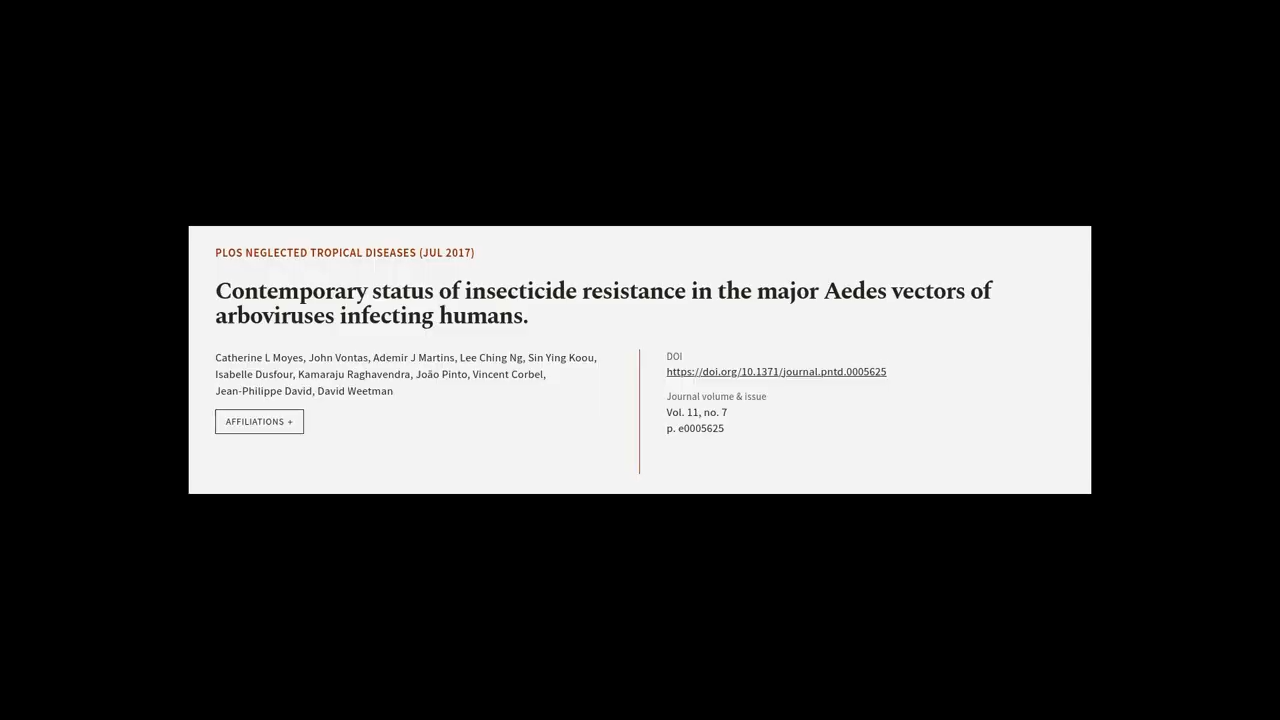 PLOS NEGLECTED TROPICAL DISEASES (JUL 2017)
Contemporary status of insecticide resistance in the major Aedes vectors of
arboviruses infecting humans.
Catherine L Moyes, John Vontas, Ademir J Martins, Lee Ching Ng, Sin Ying Koou,
Isabelle Dusfour, Kamaraju Raghavendra, João Pinto, Vincent Corbel,
Jean-Philippe David, David Weetman
AFFILIATIONS +
DOI
https://doi.org/10.1371/journal.pntd.0005625
Journal volume & issue
Vol. 11, no. 7
p. e0005625